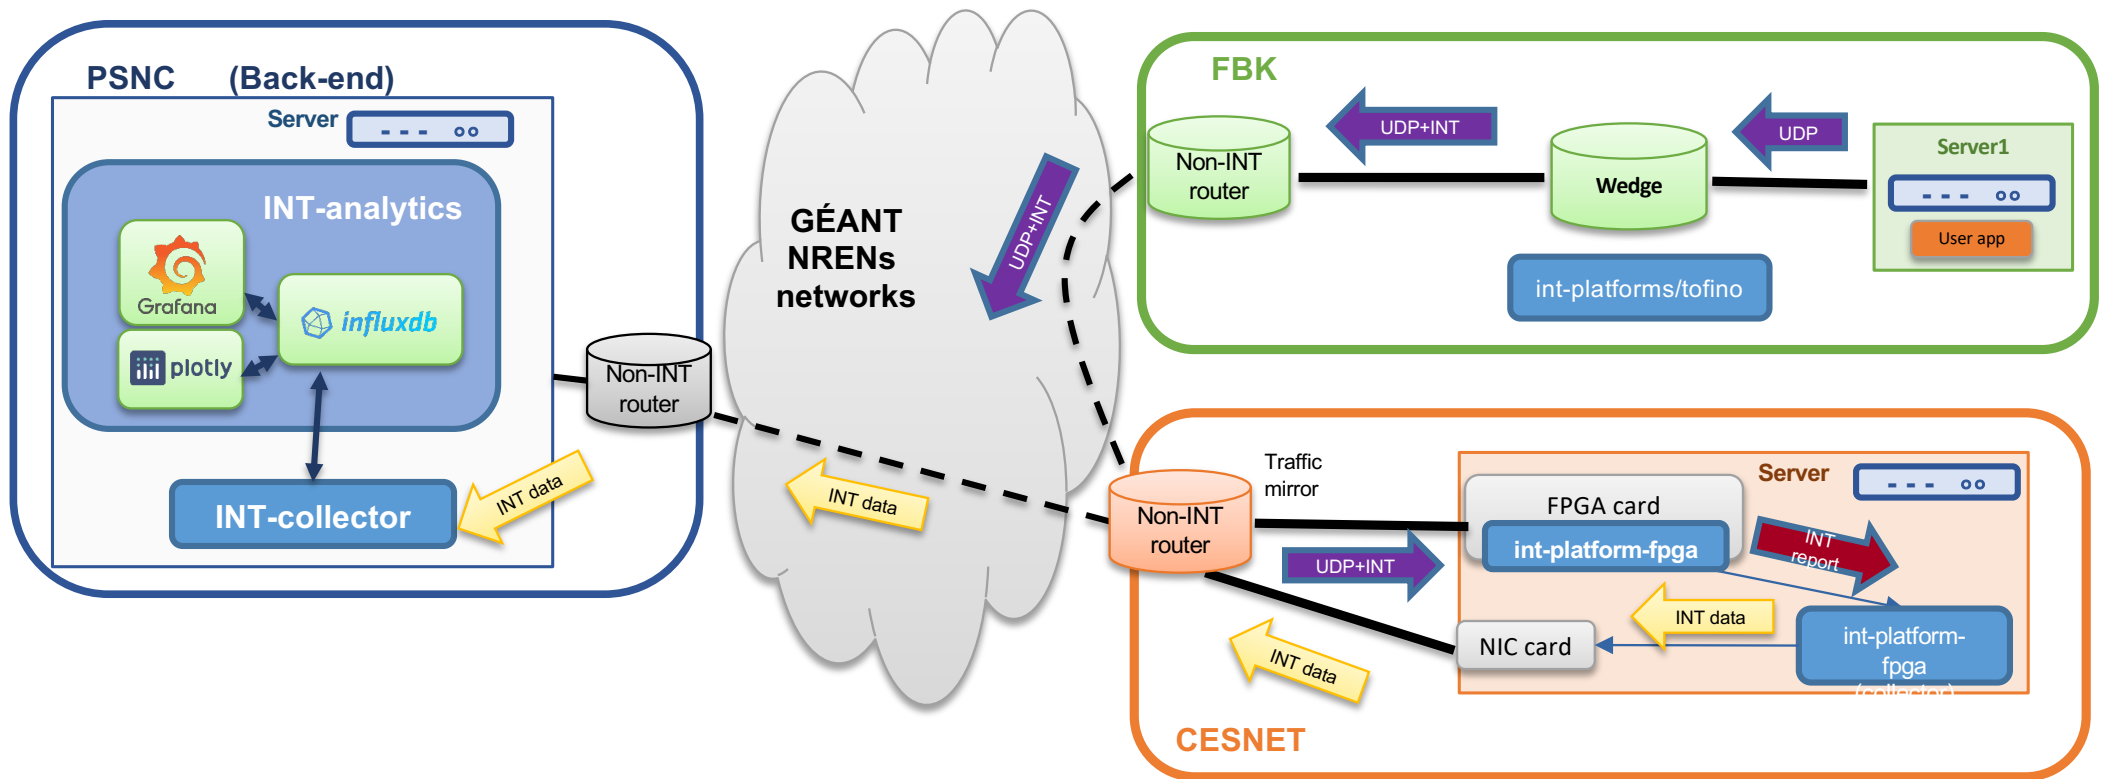 PSNC (Back-end)
Server
INT-analytics
Grafana
influxdb
plotly
INT-collector
INT data
Non-INT
router
GÉANT
NRENs
networks
UDP+INT
INT data
FBK
Non-INT
router
UDP+INT
Wedge
UDP
Server1
User app
int-platforms/tofino
Non-INT
router
Traffic
mirror
UDP+INT
INT data
Server
FPGA card
int-platform-fpga
INT
report
INT data
NIC card
int-platform-
fpga
(collector)
CESNET